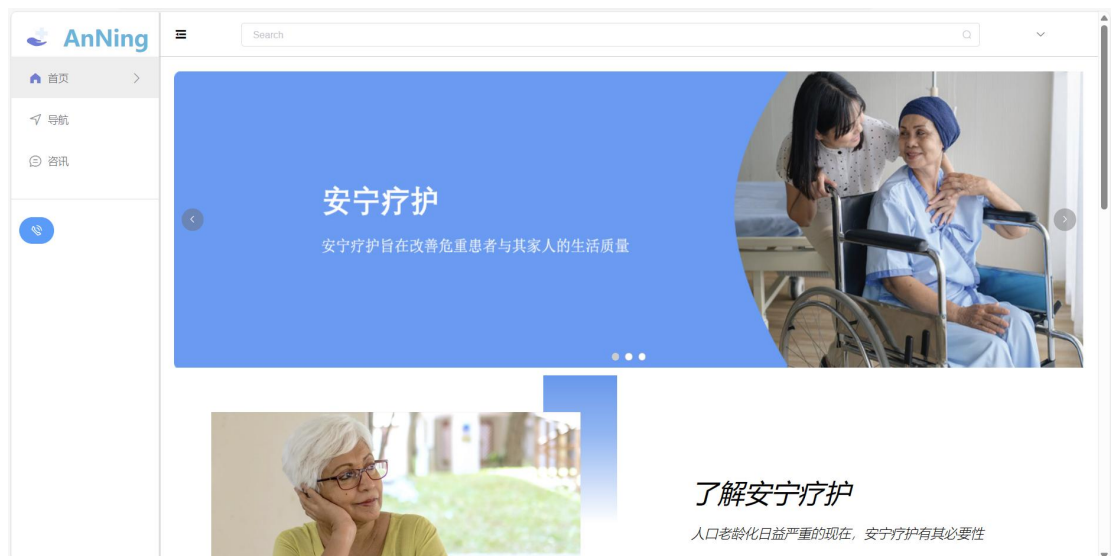 AnNing
Search
首页
导航
咨讯
安宁疗护
安宁疗护旨在改善危重患者与其家人的生活质量
了解安宁疗护
人口老龄化日益严重的现在，安宁疗护有其必要性